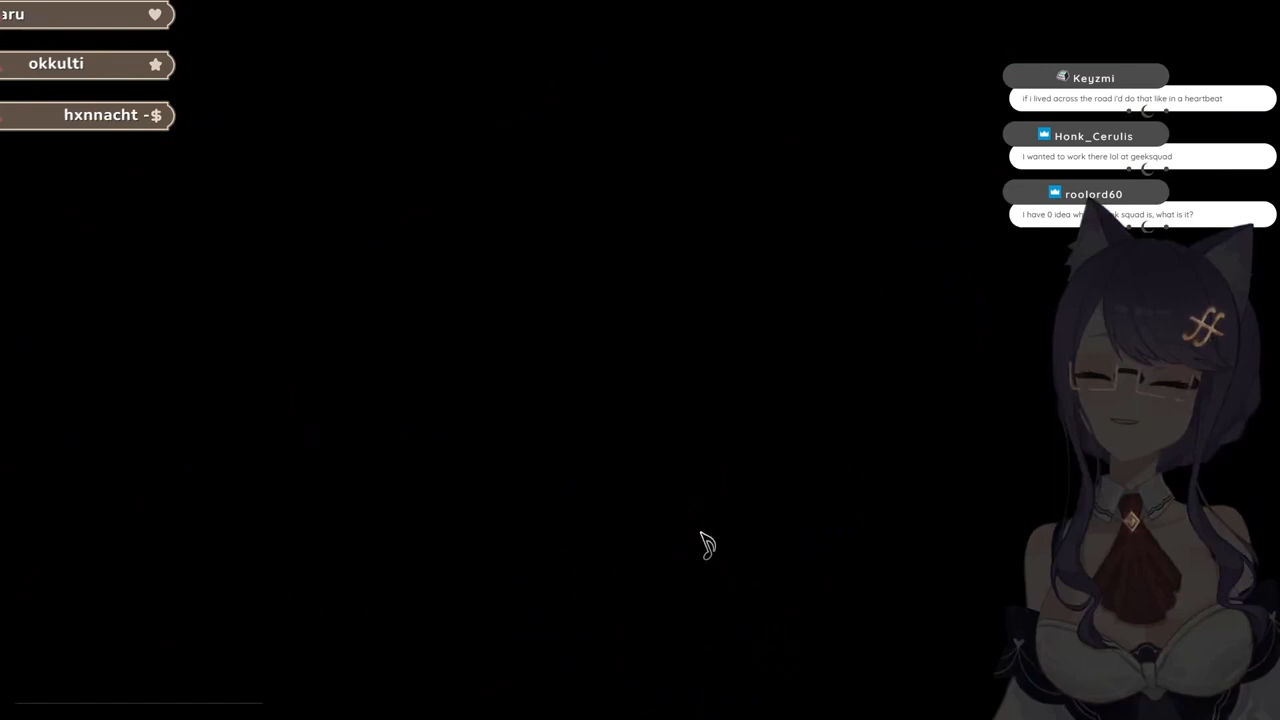 aru
okkulti
hxnnacht -$
Keyzmi
if i lived across the road i'd do that like in a heartbeat
Honk_Cerulis
I wanted to work there lol at geeksquad
roolord60
I have 0 idea squad is, what is it?